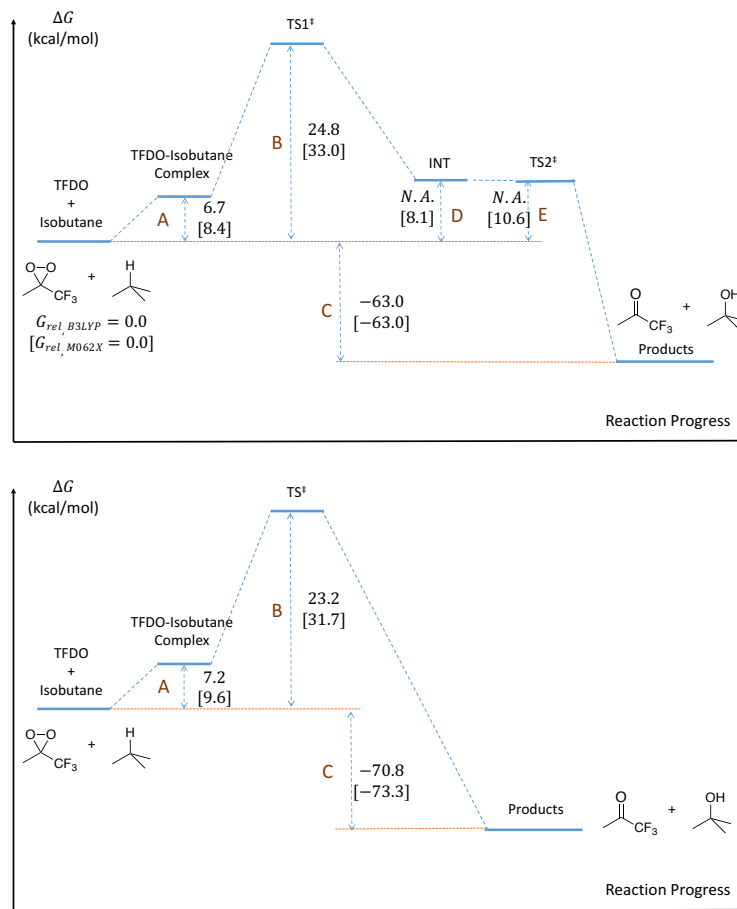 ΔG
(kcal/mol)
TS1‡
B
24.8
[33.0]
TFDO-Isobutane
Complex
INT
TS2‡
TFDO
+
Isobutane
A
6.7
[8.4]
N.A.
[8.1]
D
N.A.
[10.6]
E
O O
CF3
+
H
G rel, B3LYP = 0.0
[G rel, M062X = 0.0]
C
−63.0
[−63.0]
O
CF3
+
OH
Products
Reaction Progress
ΔG
(kcal/mol)
TS‡
B
23.2
[31.7]
TFDO-Isobutane
Complex
TFDO
+
Isobutane
A
7.2
[9.6]
O O
CF3
+
H
C
−70.8
[−73.3]
Products
O
CF3
+
OH
Reaction Progress